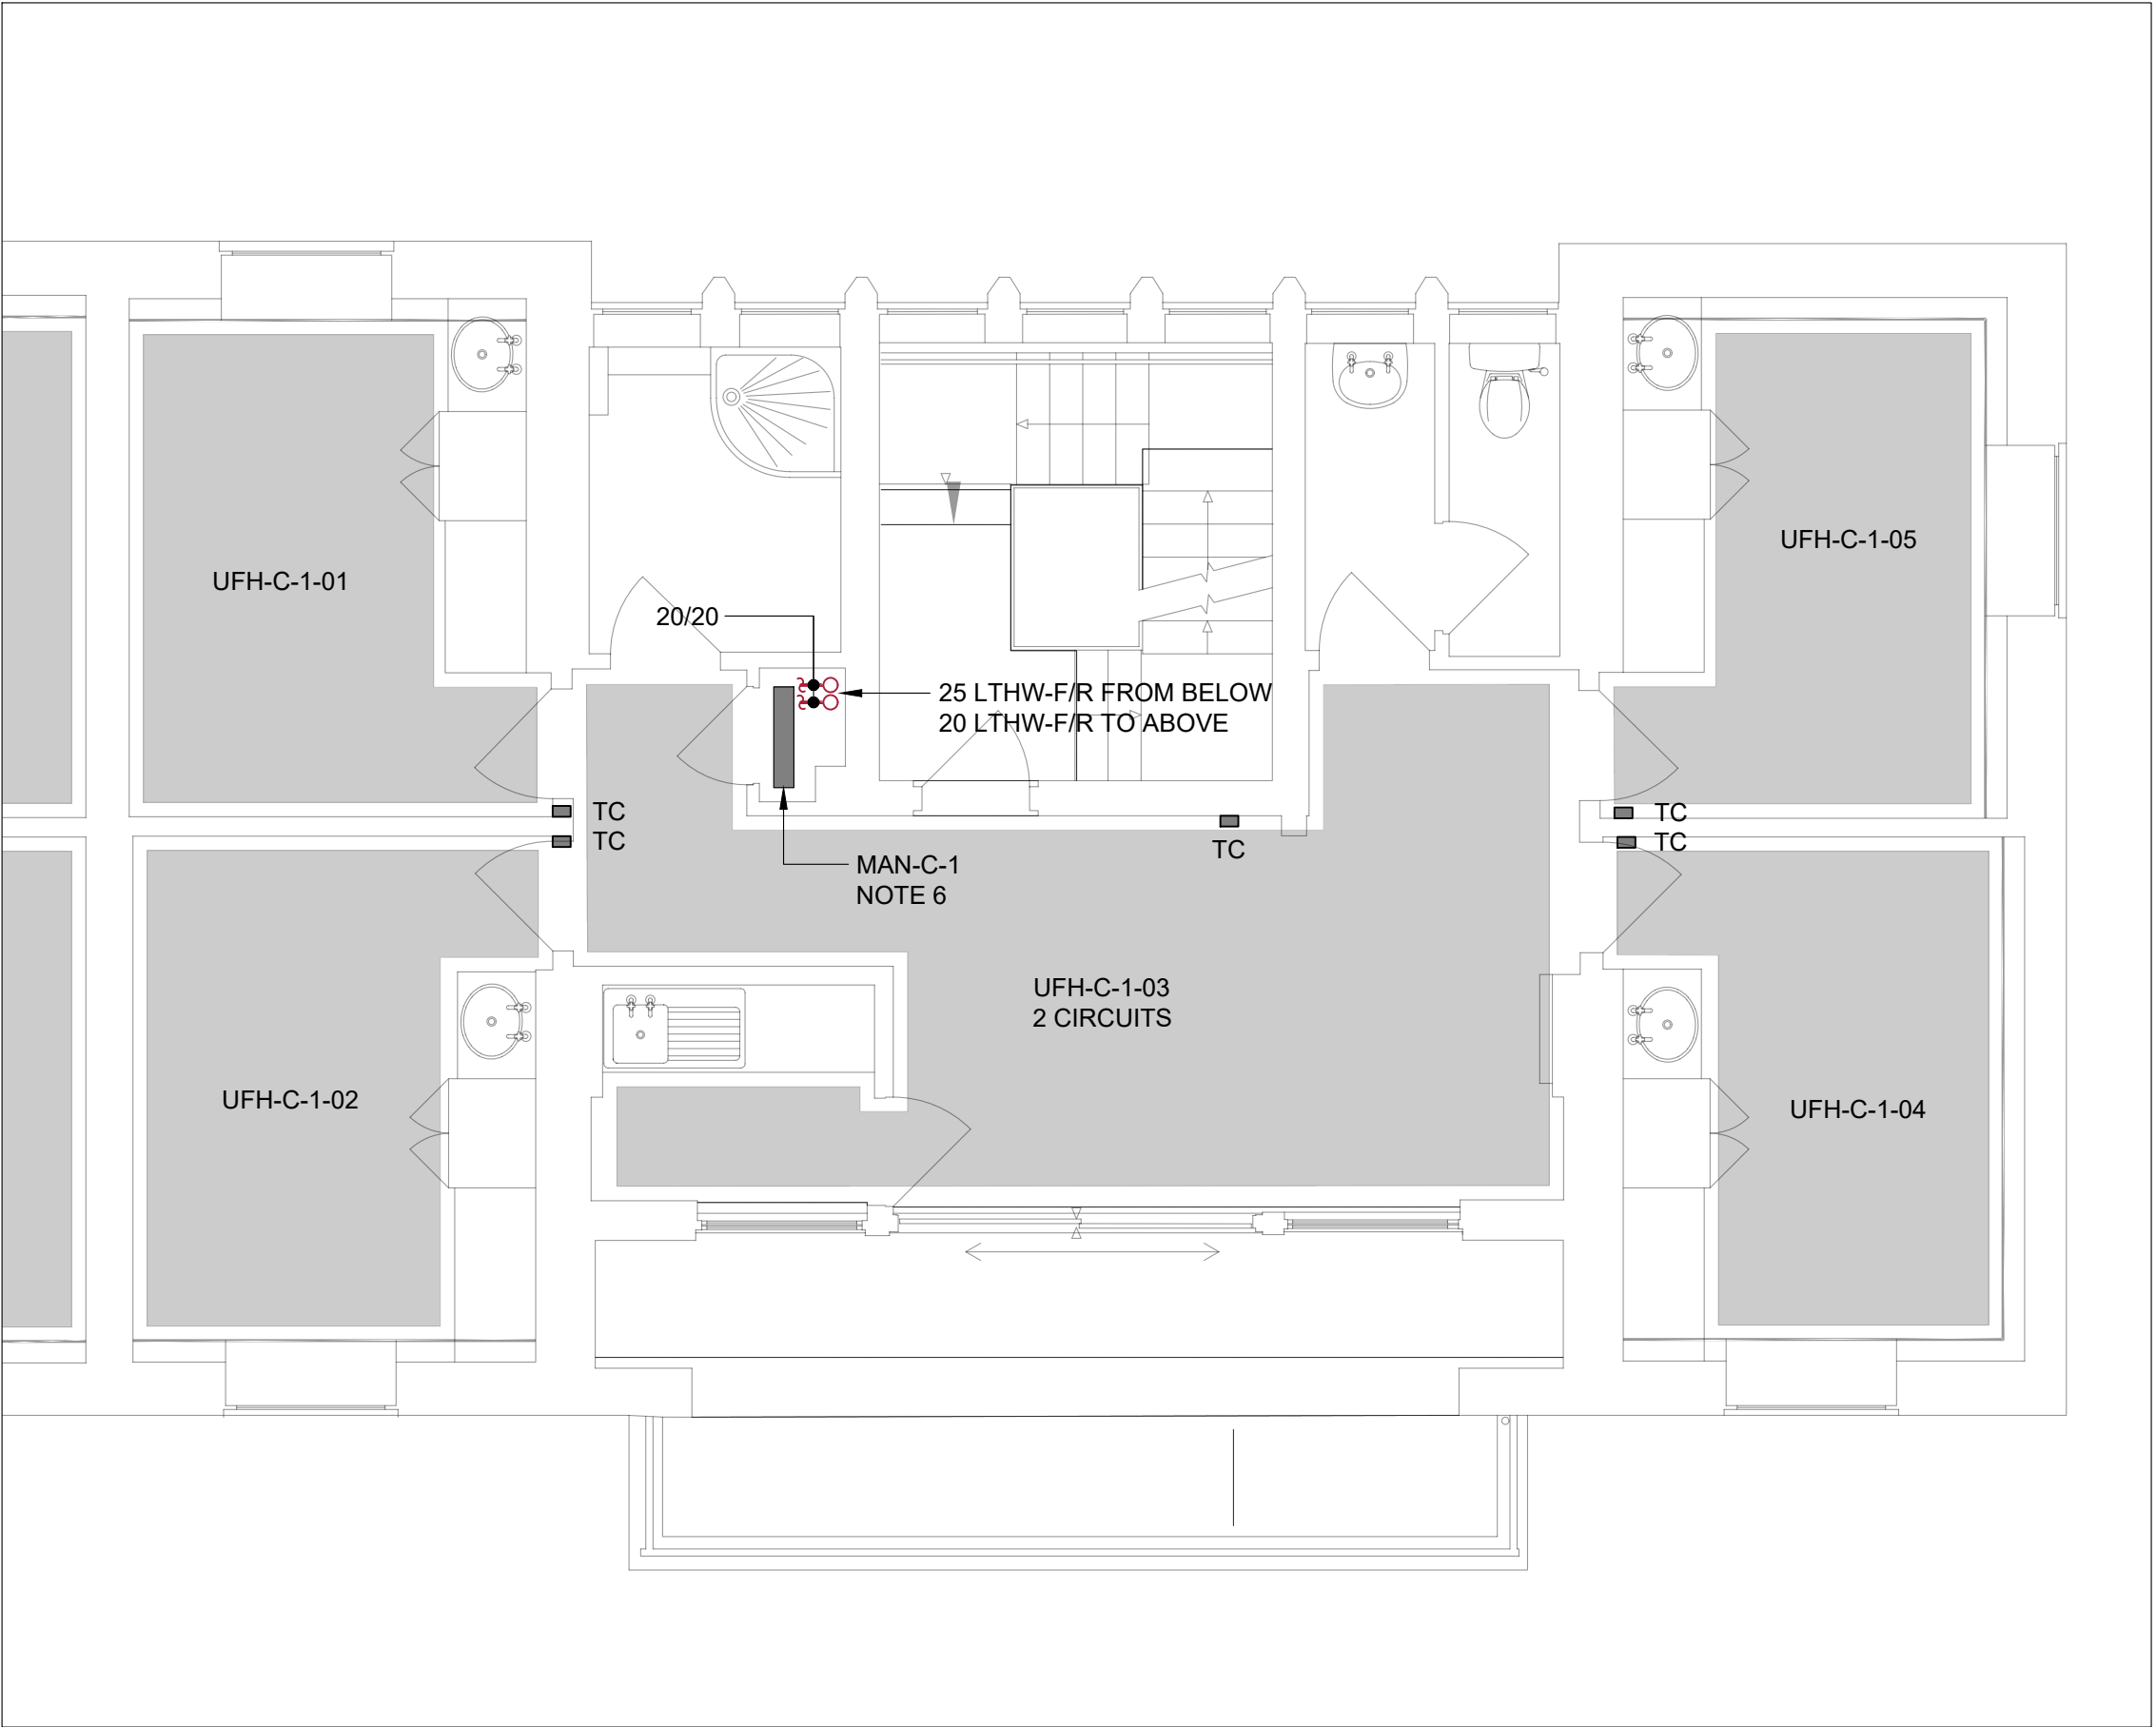 UFH-C-1-05
UFH-C-1-01
20/20
25 LTHW-F/R FROM BELOW
20 LTHW-F/R TO ABOVE
TC
TC
TC
TC
TC
MAN-C-1
NOTE 6
UFH-C-1-03
2 CIRCUITS
UFH-C-1-02
UFH-C-1-04